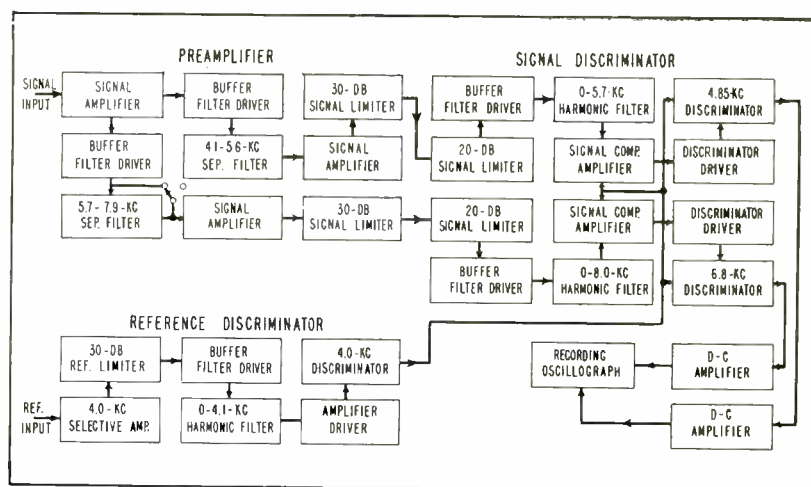 PREAMPLIFIER
SIGNAL DISCRIMINATOR
SIGNAL
INPUT
SIGNAL
AMPLIFIER
BUFFER
FILTER DRIVER
30-DB
SIGNAL LIMITER
BUFFER
FILTER DRIVER
0-5.7-KC
HARMONIC FILTER
4.85-KC
DISCRIMINATOR
BUFFER
FILTER DRIVER
4.1-5.6-KC
SEP. FILTER
SIGNAL
AMPLIFIER
20-DB
SIGNAL LIMITER
SIGNAL COMP.
AMPLIFIER
DISCRIMINATOR
DRIVER
5.7-7.9-KC
SEP. FILTER
SIGNAL
AMPLIFIER
30-DB
SIGNAL LIMITER
20-DB
SIGNAL LIMITER
SIGNAL COMP.
AMPLIFIER
DISCRIMINATOR
DRIVER
BUFFER
FILTER DRIVER
0-8.0-KC
HARMONIC FILTER
6.8-KC
DISCRIMINATOR
REFERENCE DISCRIMINATOR
30-DB
REF. LIMITER
BUFFER
FILTER DRIVER
4.0-KC
DISCRIMINATOR
RECORDING
OSCILLOGRAPH
D-C
AMPLIFIER
REF.
INPUT
4.0-KC
SELECTIVE AMP.
0-4.1-KC
HARMONIC FILTER
AMPLIFIER
DRIVER
D-C
AMPLIFIER